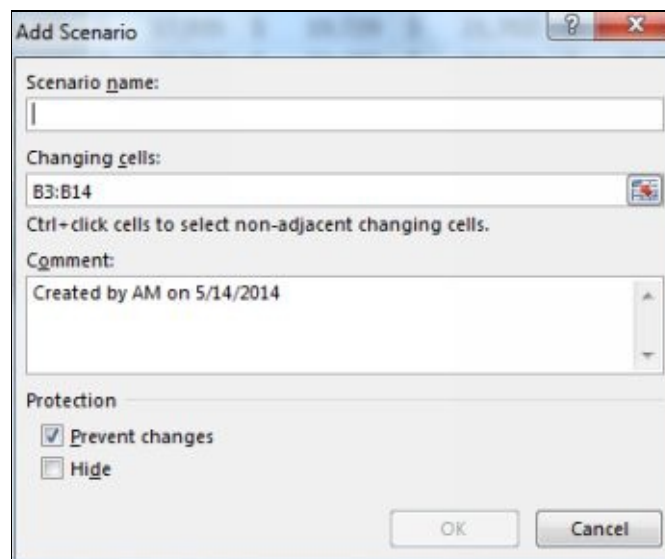 Add Scenario
Scenario name:
Changing cells:
B3:B14
Ctrl+click cells to select non-adjacent changing cells.
Comment:
Created by AM on 5/14/2014
Protection
Prevent changes
Hide
OK
Cancel